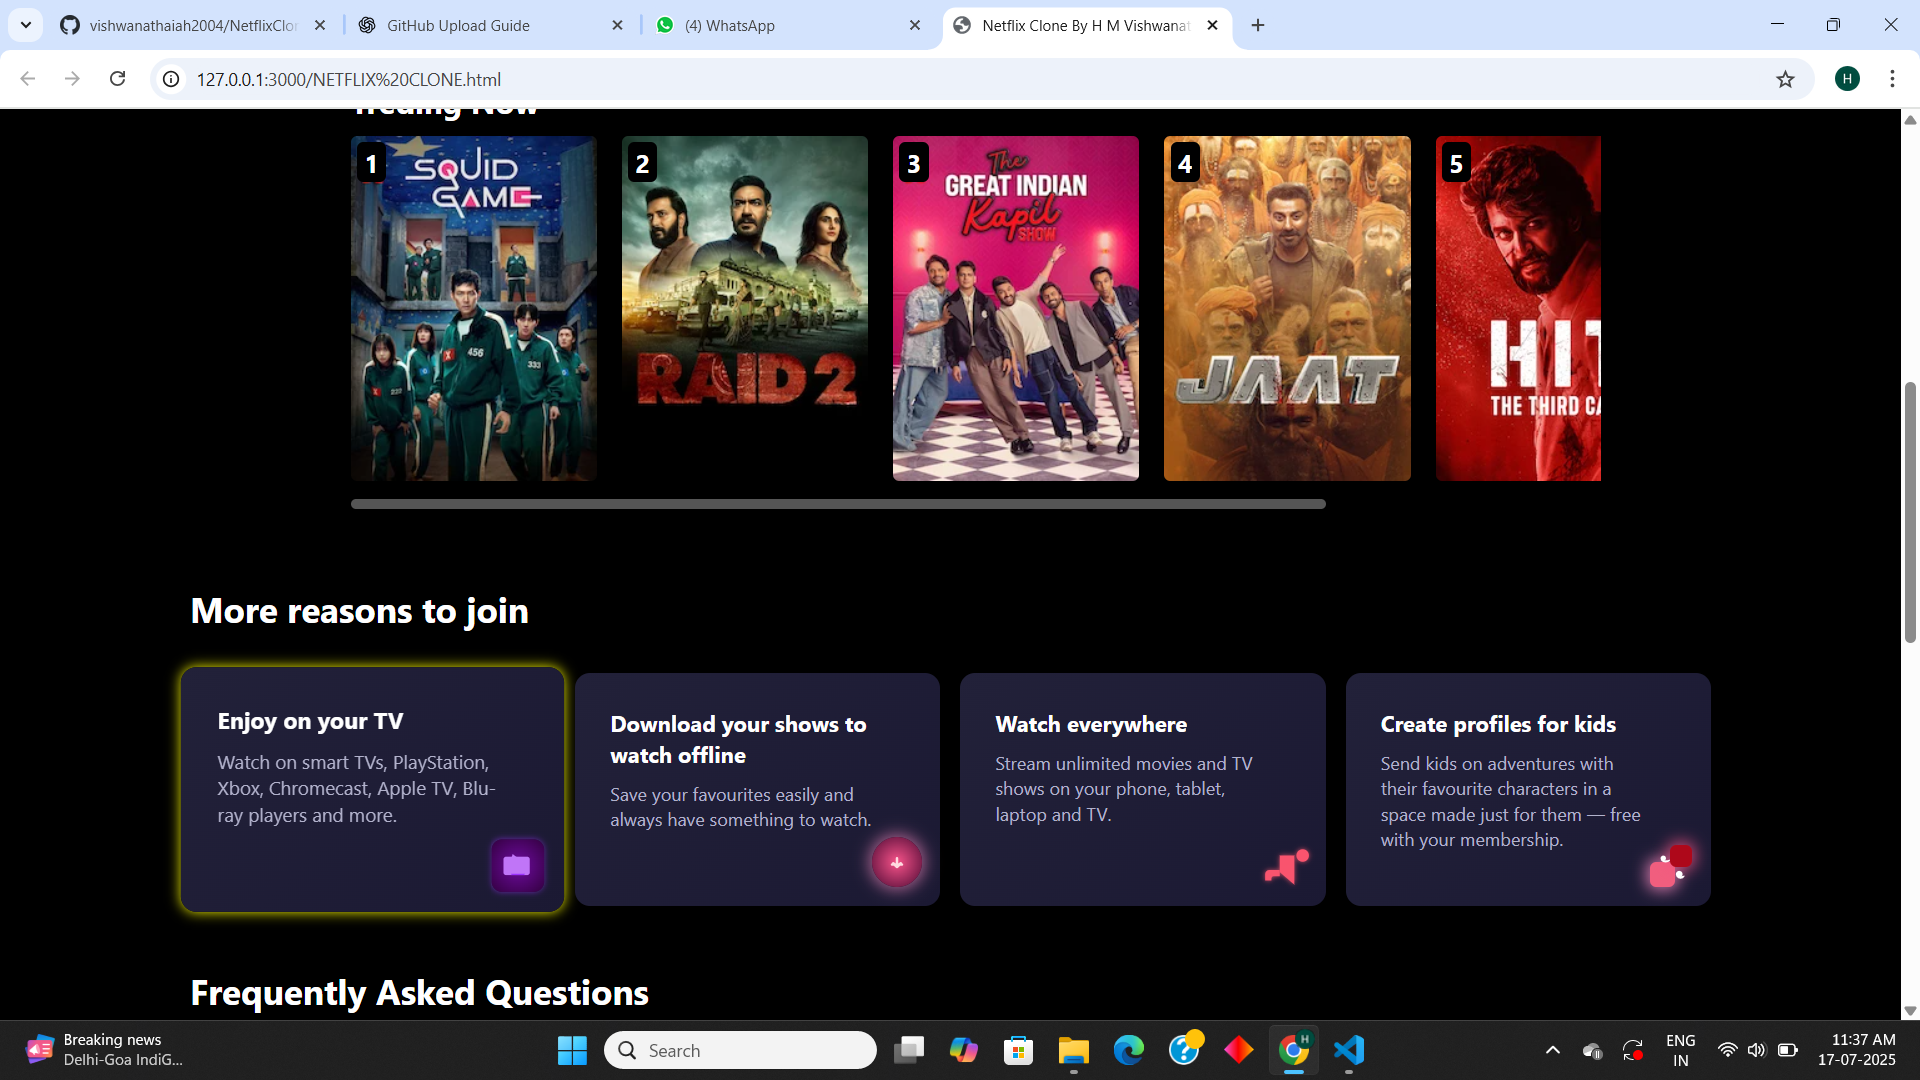 vishwanathaiah2004/NetflixClo
GitHub Upload Guide
(4) WhatsApp
Netflix Clone By H M Vishwanat
127.0.0.1:3000/NETFLIX%20CLONE.html
H
Treding Now
1
SQUID
GAME
456
333
2
RAID 2
3
The
GREAT INDIAN
Kapil
SHOW
4
JAAT
5
HIT
THE THIRD CA
More reasons to join
Enjoy on your TV
Watch on smart TVs, PlayStation,
Xbox, Chromecast, Apple TV, Blu-
ray players and more.
Download your shows to
watch offline
Save your favourites easily and
always have something to watch.
Watch everywhere
Stream unlimited movies and TV
shows on your phone, tablet,
laptop and TV.
Create profiles for kids
Send kids on adventures with
their favourite characters in a
space made just for them — free
with your membership.
Frequently Asked Questions
Breaking news
Delhi-Goa IndiG...
Search
H
ENG
IN
11:37 AM
17-07-2025